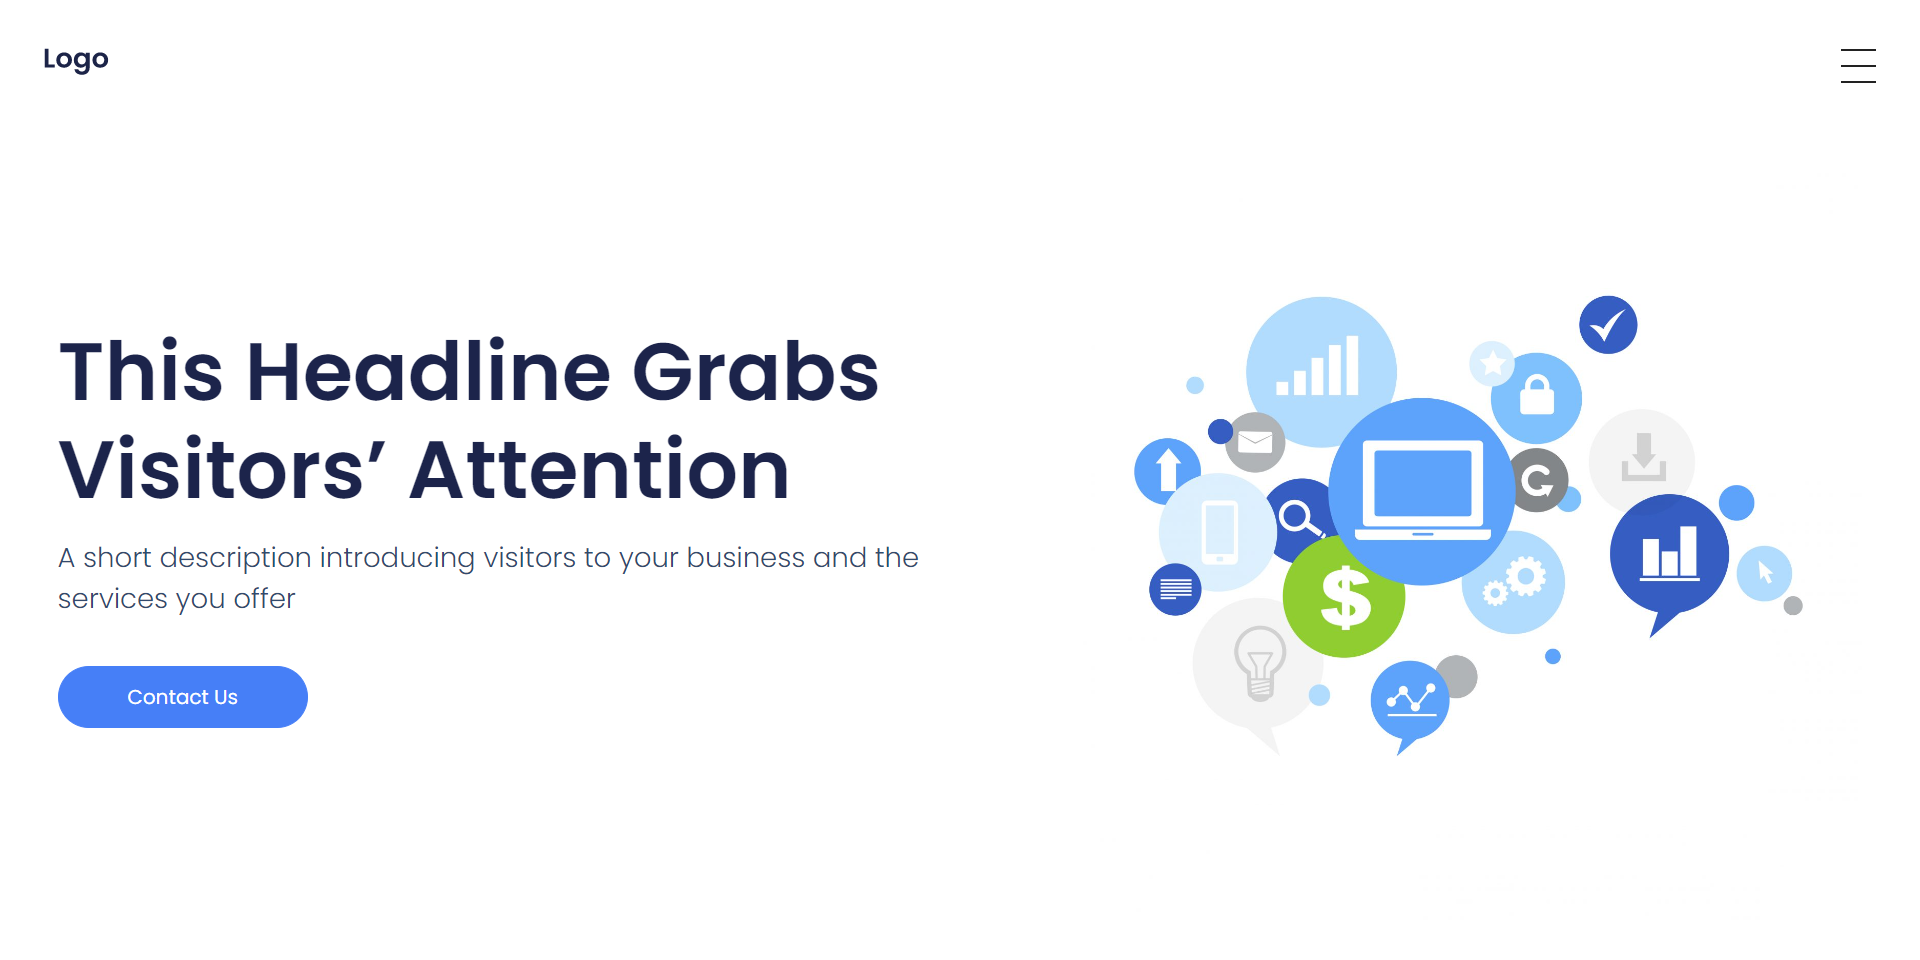 Logo
This Headline Grabs
Visitors’ Attention
A short description introducing visitors to your business and the
services you offer
Contact Us
$